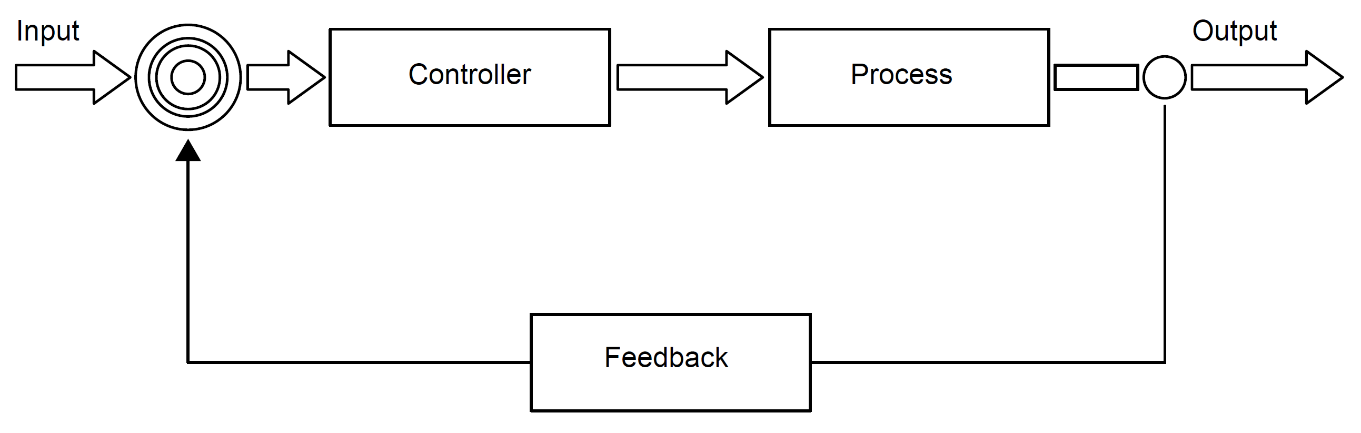 Input
Output
Controller
Process
Feedback